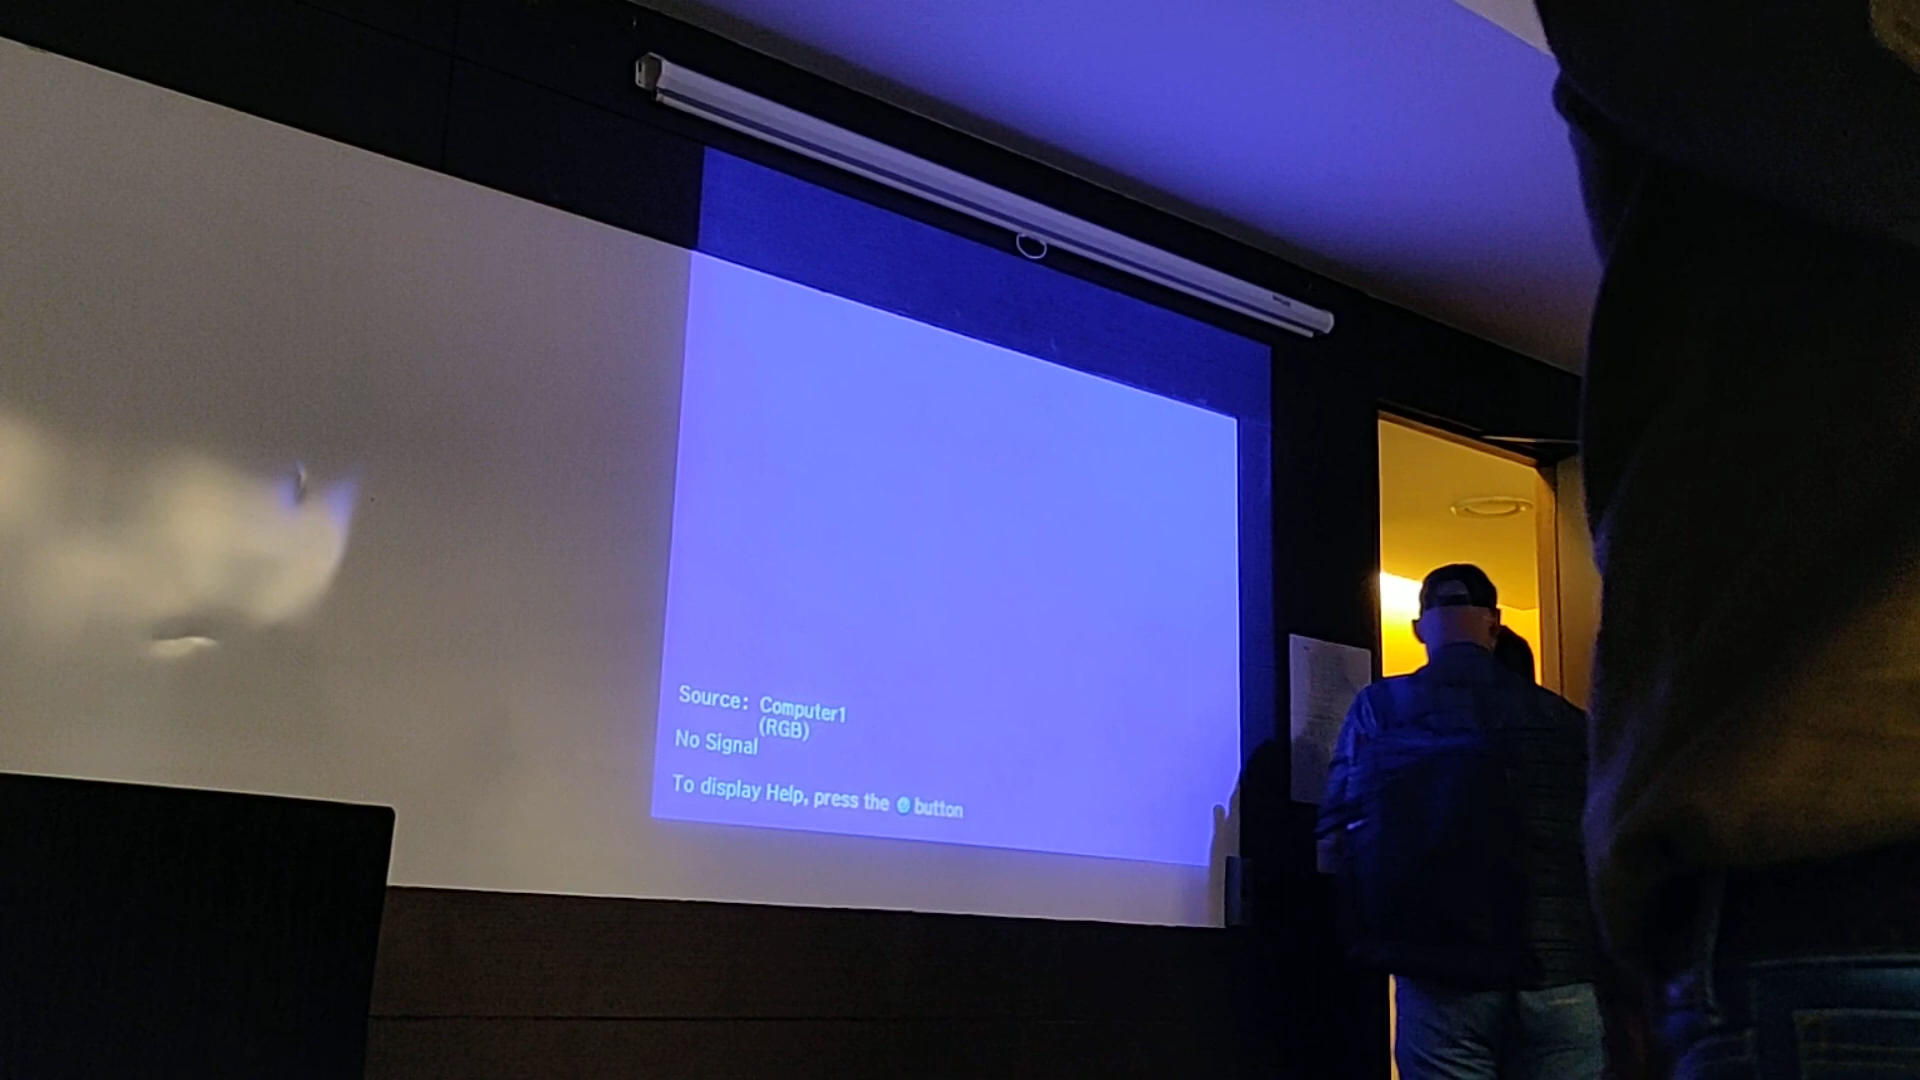 Source: Computer1
(RGB)
No Signal
To display Help, press the button